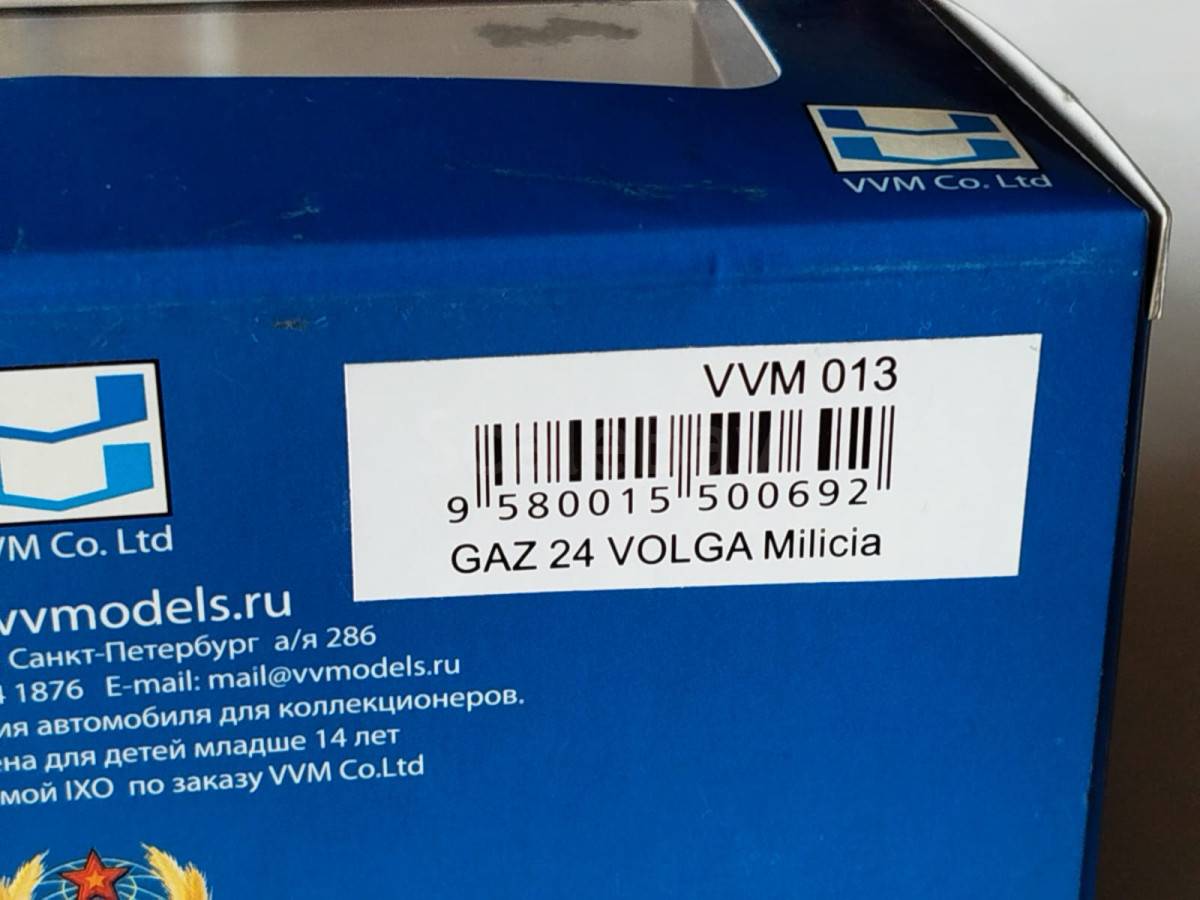 VVM Co. Ltd
VVM 013
9 580015 500692
GAZ 24 VOLGA Milicia
Co. Ltd
vvmodels.ru
Санкт-Петербург а/я 286
1876 E-mail: mail@vvmodels.ru
автомобиля для коллекционеров.
для детей младше 14 лет
IXO по заказу VVM Co.Ltd